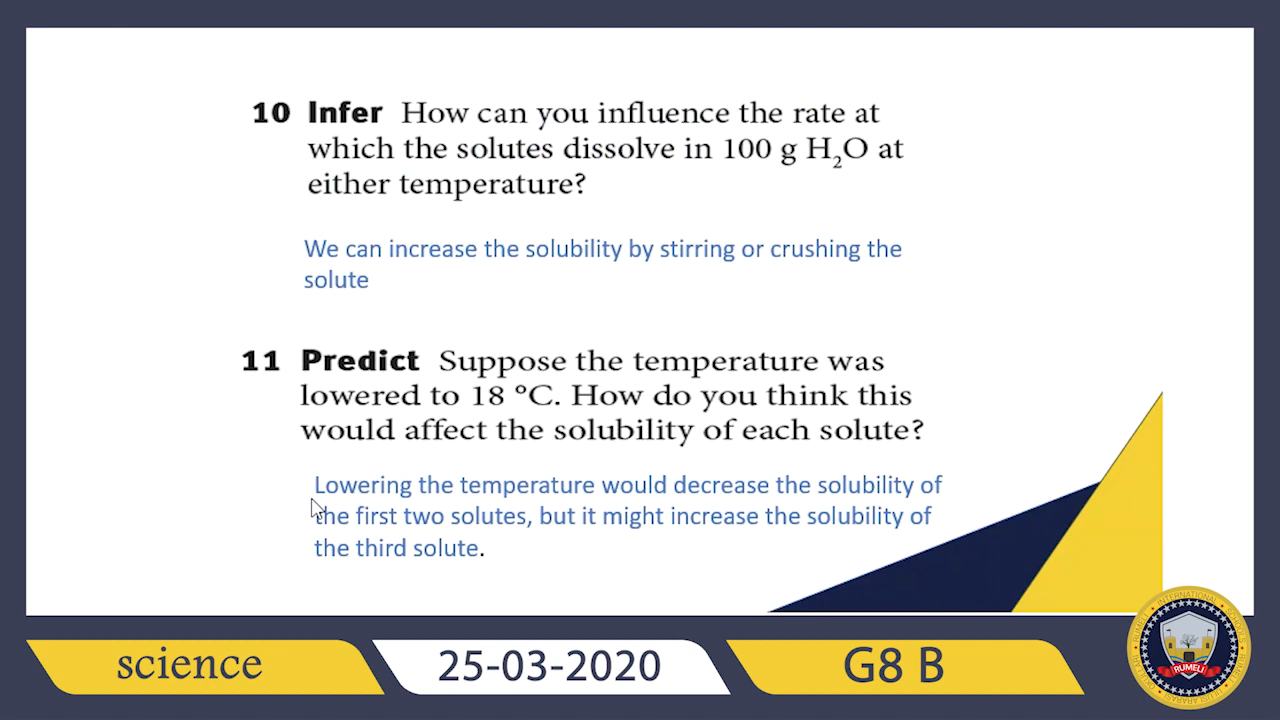 10 Infer How can you influence the rate at
which the solutes dissolve in 100 g H₂O at
either temperature?
We can increase the solubility by stirring or crushing the
solute
11 Predict Suppose the temperature was
lowered to 18 ºC. How do you think this
would affect the solubility of each solute?
Lowering the temperature would decrease the solubility of
the first two solutes, but it might increase the solubility of
the third solute.
science
25-03-2020
G8 B
RUMELI